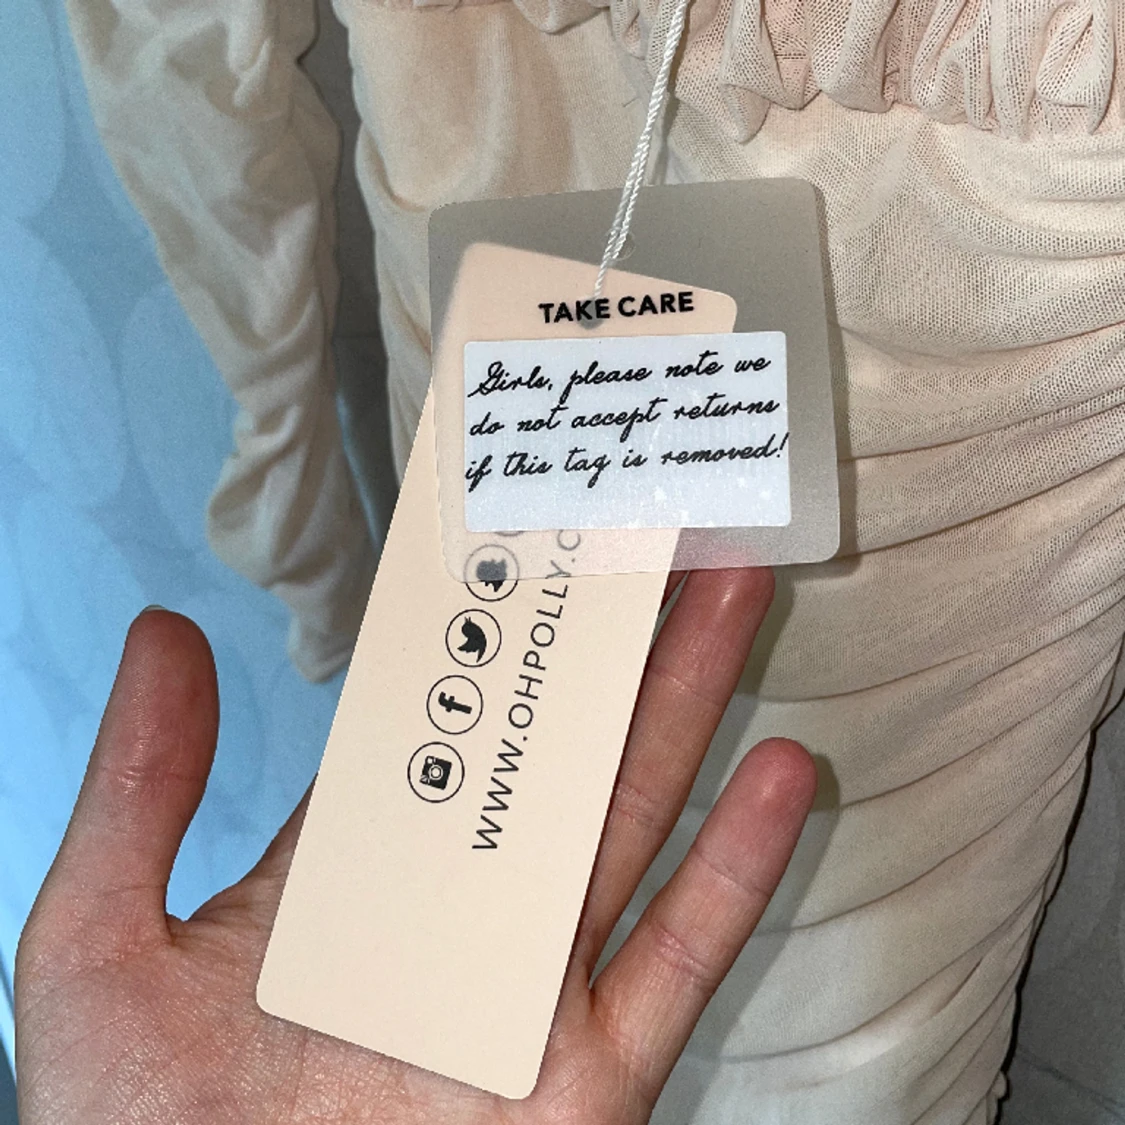 TAKE CARE
Girls, please note we
do not accept returns
if this tag is removed!
WWW.OHPOLLY.C